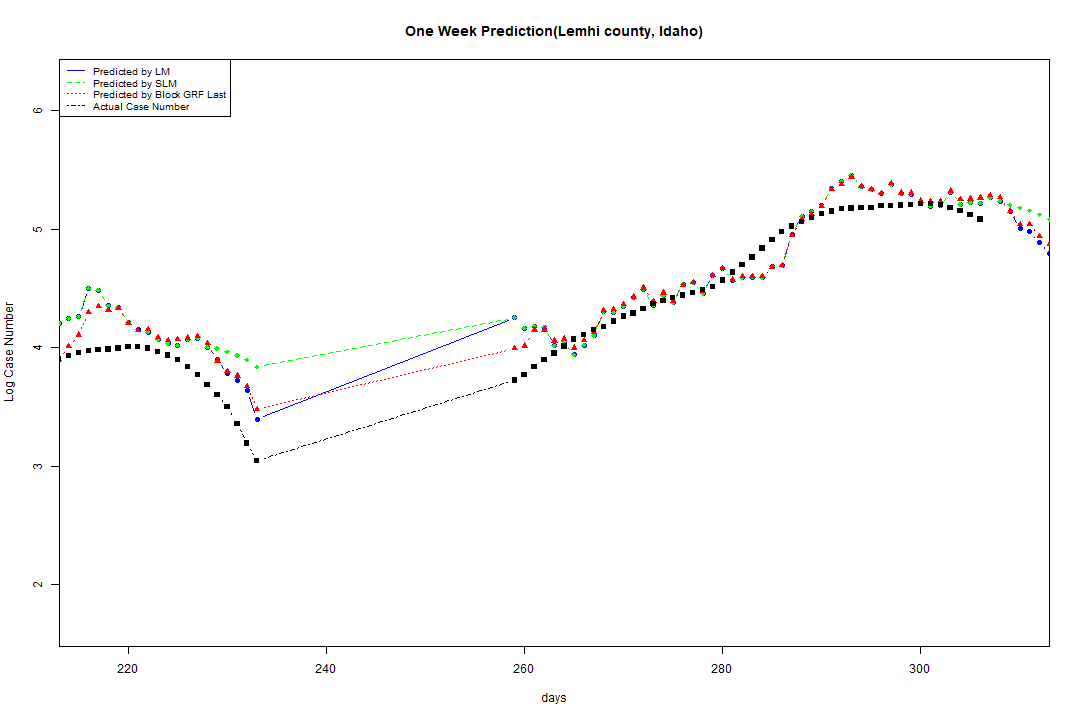 One Week Prediction(Lemhi county, Idaho)
Predicted by LM
Predicted by SLM
Predicted by Block GRF Last
Actual Case Number
6
5
4
3
2
Log Case Number
220 240 260 280 300
days